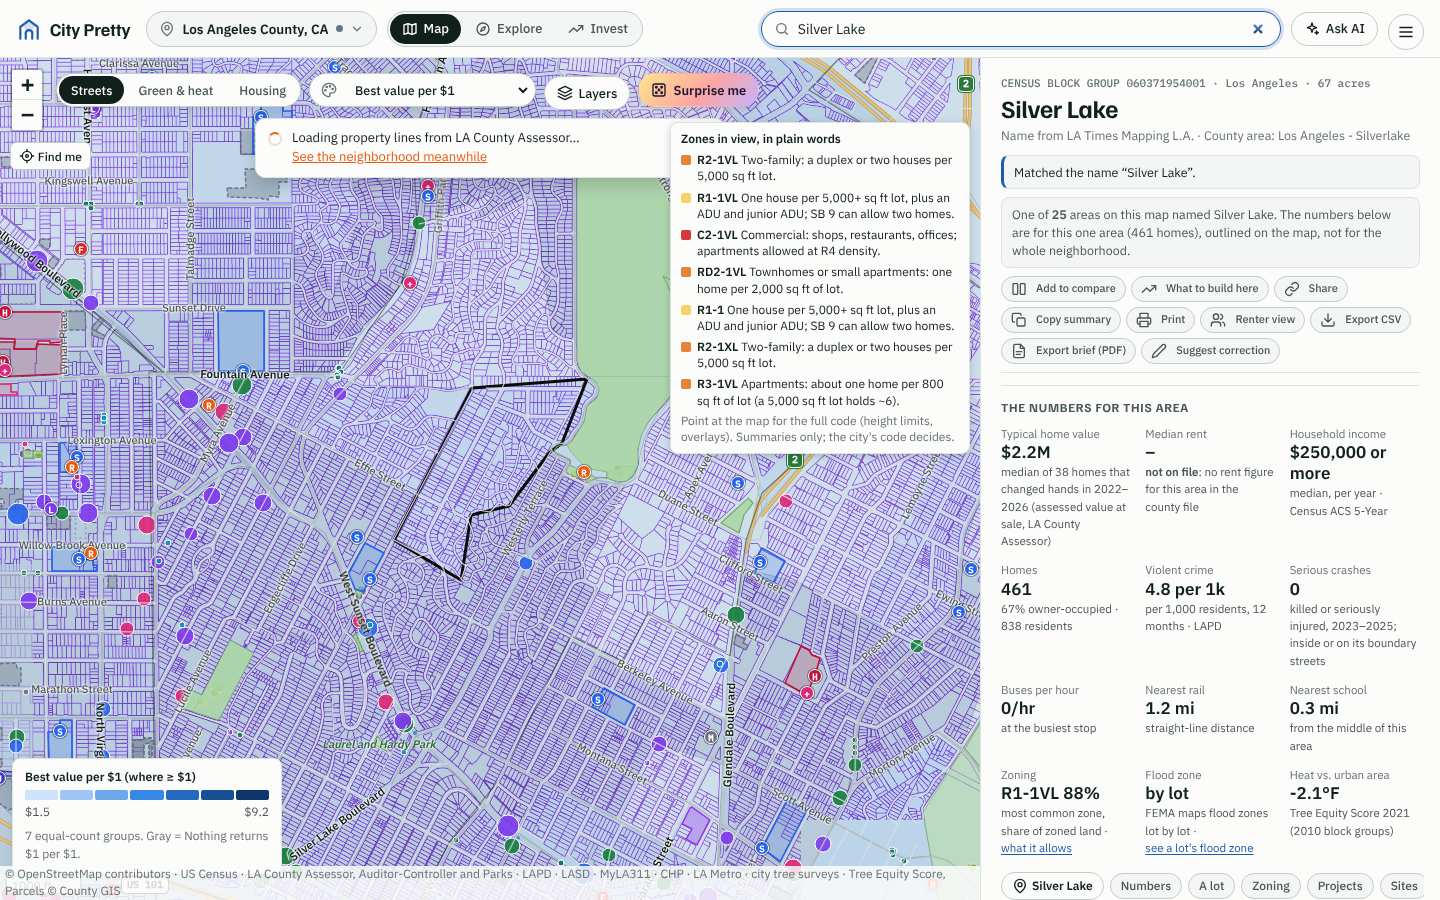 City Pretty
Los Angeles County, CA
Map
Explore
Invest
Silver Lake
Ask AI
Clarissa Avenue
+
−
Streets
Green & heat
Housing
Best value per $1
Layers
Surprise me
2
Find me
Loading property lines from LA County Assessor...
See the neighborhood meanwhile
Zones in view, in plain words
R2-1VL Two-family: a duplex or two houses per
5,000 sq ft lot.
R1-1VL One house per 5,000+ sq ft lot, plus an
ADU and junior ADU; SB 9 can allow two homes.
C2-1VL Commercial: shops, restaurants, offices;
apartments allowed at R4 density.
RD2-1VL Townhomes or small apartments: one
home per 2,000 sq ft of lot.
R1-1 One house per 5,000+ sq ft lot, plus an
ADU and junior ADU; SB 9 can allow two homes.
R2-1XL Two-family: a duplex or two houses per
5,000 sq ft lot.
R3-1VL Apartments: about one home per 800
sq ft of lot (a 5,000 sq ft lot holds ~6).
Point at the map for the full code (height limits,
overlays). Summaries only; the city's code decides.
Kingswell Avenue
Talmadge Street
Sunset Drive
Fountain Avenue
Lexington Avenue
Effie Street
Willow Brook Avenue
Burns Avenue
Edgecliffe Drive
West Sunset Boulevard
Westerly Terrace
Duane Street
Clifford Street
Aaron Street
Preston Avenue
Berkeley Avenue
Marathon Street
Laurel and Hardy Park
Glendale Boulevard
Montana Street
Morton Avenue
Scott Avenue
Silver Lake Boulevard
2
Best value per $1 (where ≥ $1)
$1.5
$9.2
7 equal-count groups. Gray = Nothing returns
$1 per $1.
US 101
© OpenStreetMap contributors · US Census · LA County Assessor, Auditor-Controller and Parks · LAPD · LASD · MyLA311 · CHP · LA Metro · city tree surveys · Tree Equity Score,
Parcels © County GIS
CENSUS BLOCK GROUP 060371954001 · Los Angeles · 67 acres
Silver Lake
Name from LA Times Mapping L.A. · County area: Los Angeles - Silverlake
Matched the name “Silver Lake”.
One of 25 areas on this map named Silver Lake. The numbers below
are for this one area (461 homes), outlined on the map, not for the
whole neighborhood.
Add to compare
What to build here
Share
Copy summary
Print
Renter view
Export CSV
Export brief (PDF)
Suggest correction
THE NUMBERS FOR THIS AREA
Typical home value
$2.2M
median of 38 homes that
changed hands in 2022–
2026 (assessed value at
sale, LA County
Assessor)
Median rent
–
not on file: no rent figure
for this area in the
county file
Household income
$250,000 or
more
median, per year ·
Census ACS 5-Year
Homes
461
67% owner-occupied ·
838 residents
Violent crime
4.8 per 1k
per 1,000 residents, 12
months · LAPD
Serious crashes
0
killed or seriously
injured, 2023–2025;
inside or on its boundary
streets
Buses per hour
0/hr
at the busiest stop
Nearest rail
1.2 mi
straight-line distance
Nearest school
0.3 mi
from the middle of this
area
Zoning
R1-1VL 88%
most common zone,
share of zoned land ·
what it allows
Flood zone
by lot
FEMA maps flood zones
lot by lot ·
see a lot's flood zone
Heat vs. urban area
-2.1°F
Tree Equity Score 2021
(2010 block groups)
Silver Lake
Numbers
A lot
Zoning
Projects
Sites